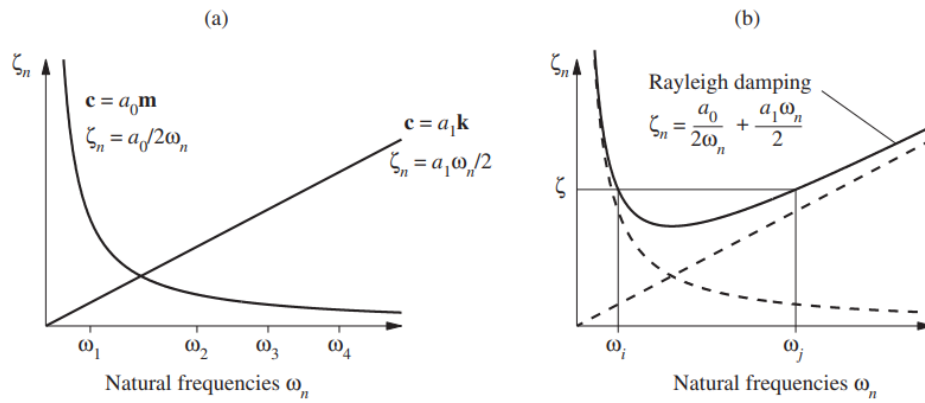 (a)
ζₙ
c = a₀m
ζₙ = a₀/2ωₙ
c = a₁k
ζₙ = a₁ωₙ/2
ω₁ ω₂ ω₃ ω₄
Natural frequencies ωₙ
(b)
ζₙ
Rayleigh damping
ζₙ = a₀/2ωₙ + a₁ωₙ/2
ζ
ωᵢ ωⱼ
Natural frequencies ωₙ